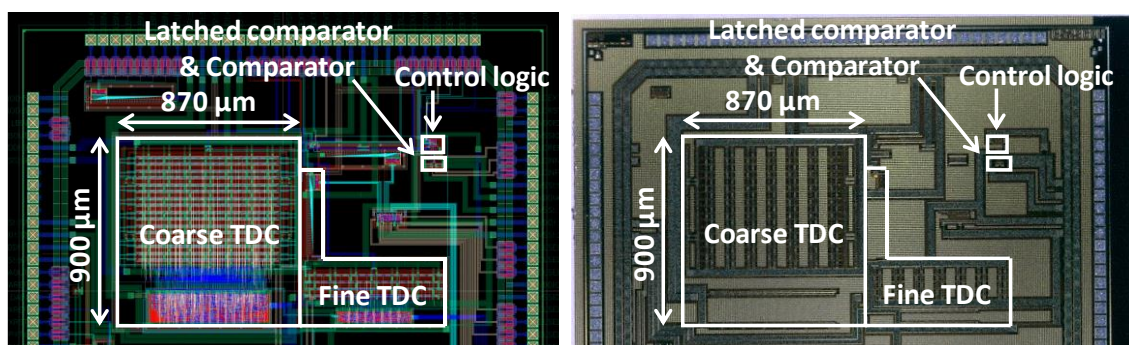 Latched comparator
& Comparator
Control logic
870 µm
900 µm
Coarse TDC
Fine TDC
Latched comparator
& Comparator
Control logic
870 µm
900 µm
Coarse TDC
Fine TDC